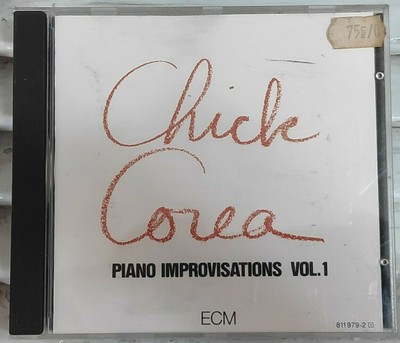 Chick
Corea
PIANO IMPROVISATIONS VOL.1
ECM
811 979-2